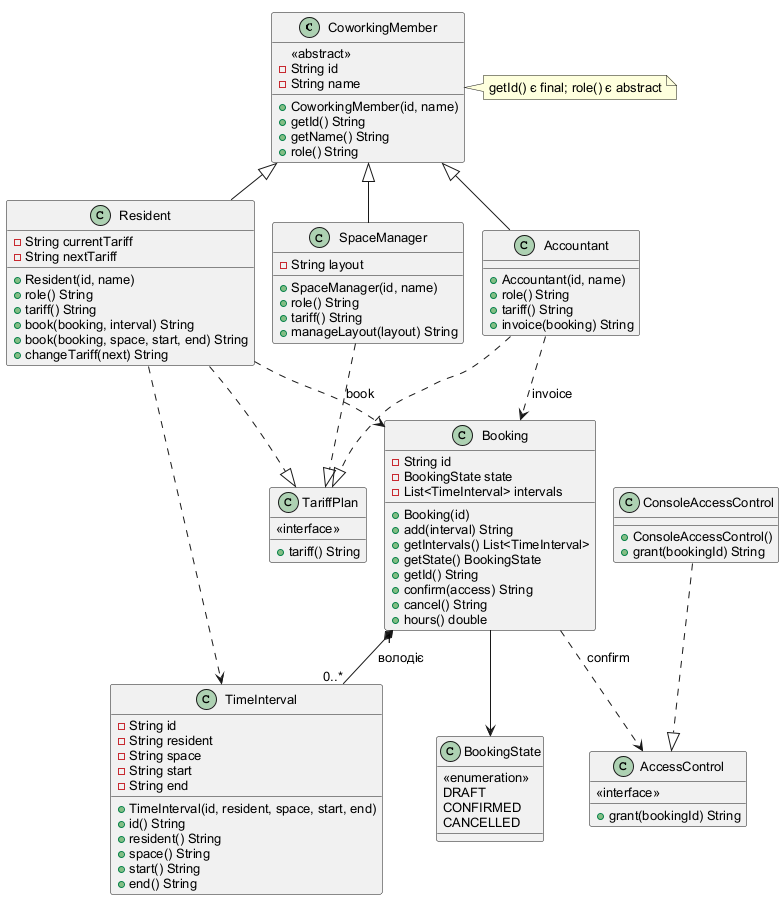 C CoworkingMember
«abstract»
String id
String name
CoworkingMember(id, name)
getId() String
getName() String
role() String
getId() є final; role() є abstract
C Resident
String currentTariff
String nextTariff
Resident(id, name)
role() String
tariff() String
book(booking, interval) String
book(booking, space, start, end) String
changeTariff(next) String
C SpaceManager
String layout
SpaceManager(id, name)
role() String
tariff() String
manageLayout(layout) String
C Accountant
Accountant(id, name)
role() String
tariff() String
invoice(booking) String
book
invoice
C TariffPlan
«interface»
tariff() String
C Booking
String id
BookingState state
List<TimeInterval> intervals
Booking(id)
add(interval) String
getIntervals() List<TimeInterval>
getState() BookingState
getId() String
confirm(access) String
cancel() String
hours() double
C ConsoleAccessControl
ConsoleAccessControl()
grant(bookingId) String
1
володіє
0..*
confirm
C TimeInterval
String id
String resident
String space
String start
String end
TimeInterval(id, resident, space, start, end)
id() String
resident() String
space() String
start() String
end() String
C BookingState
«enumeration»
DRAFT
CONFIRMED
CANCELLED
C AccessControl
«interface»
grant(bookingId) String